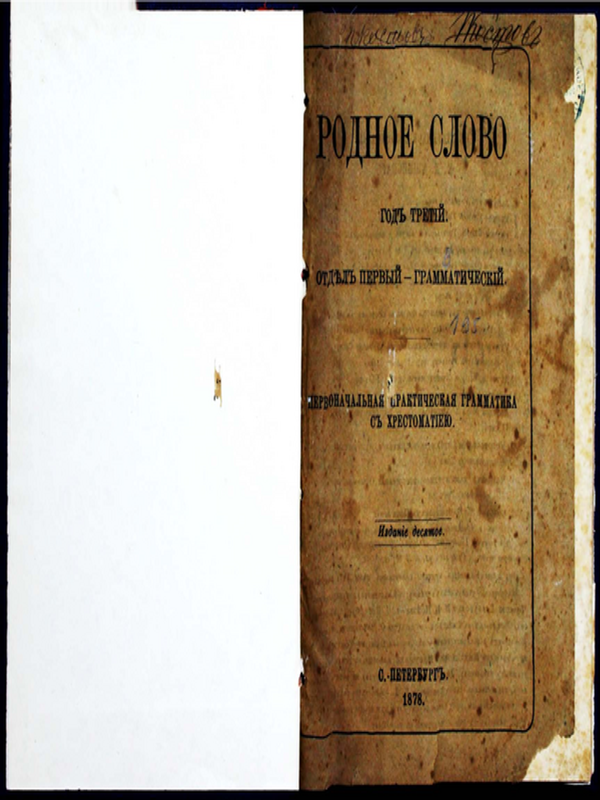 РОДНОЕ СЛОВО
ГОДЪ ТРЕТІЙ.
ОТДѢЛЪ ПЕРВЫЙ — ГРАММАТИЧЕСКІЙ.
ПЕРВОНАЧАЛЬНАЯ ПРАКТИЧЕСКАЯ ГРАММАТИКА
СЪ ХРЕСТОМАТІЕЮ.
Изданіе десятое.
С.-ПЕТЕРБУРГЪ.
1878.